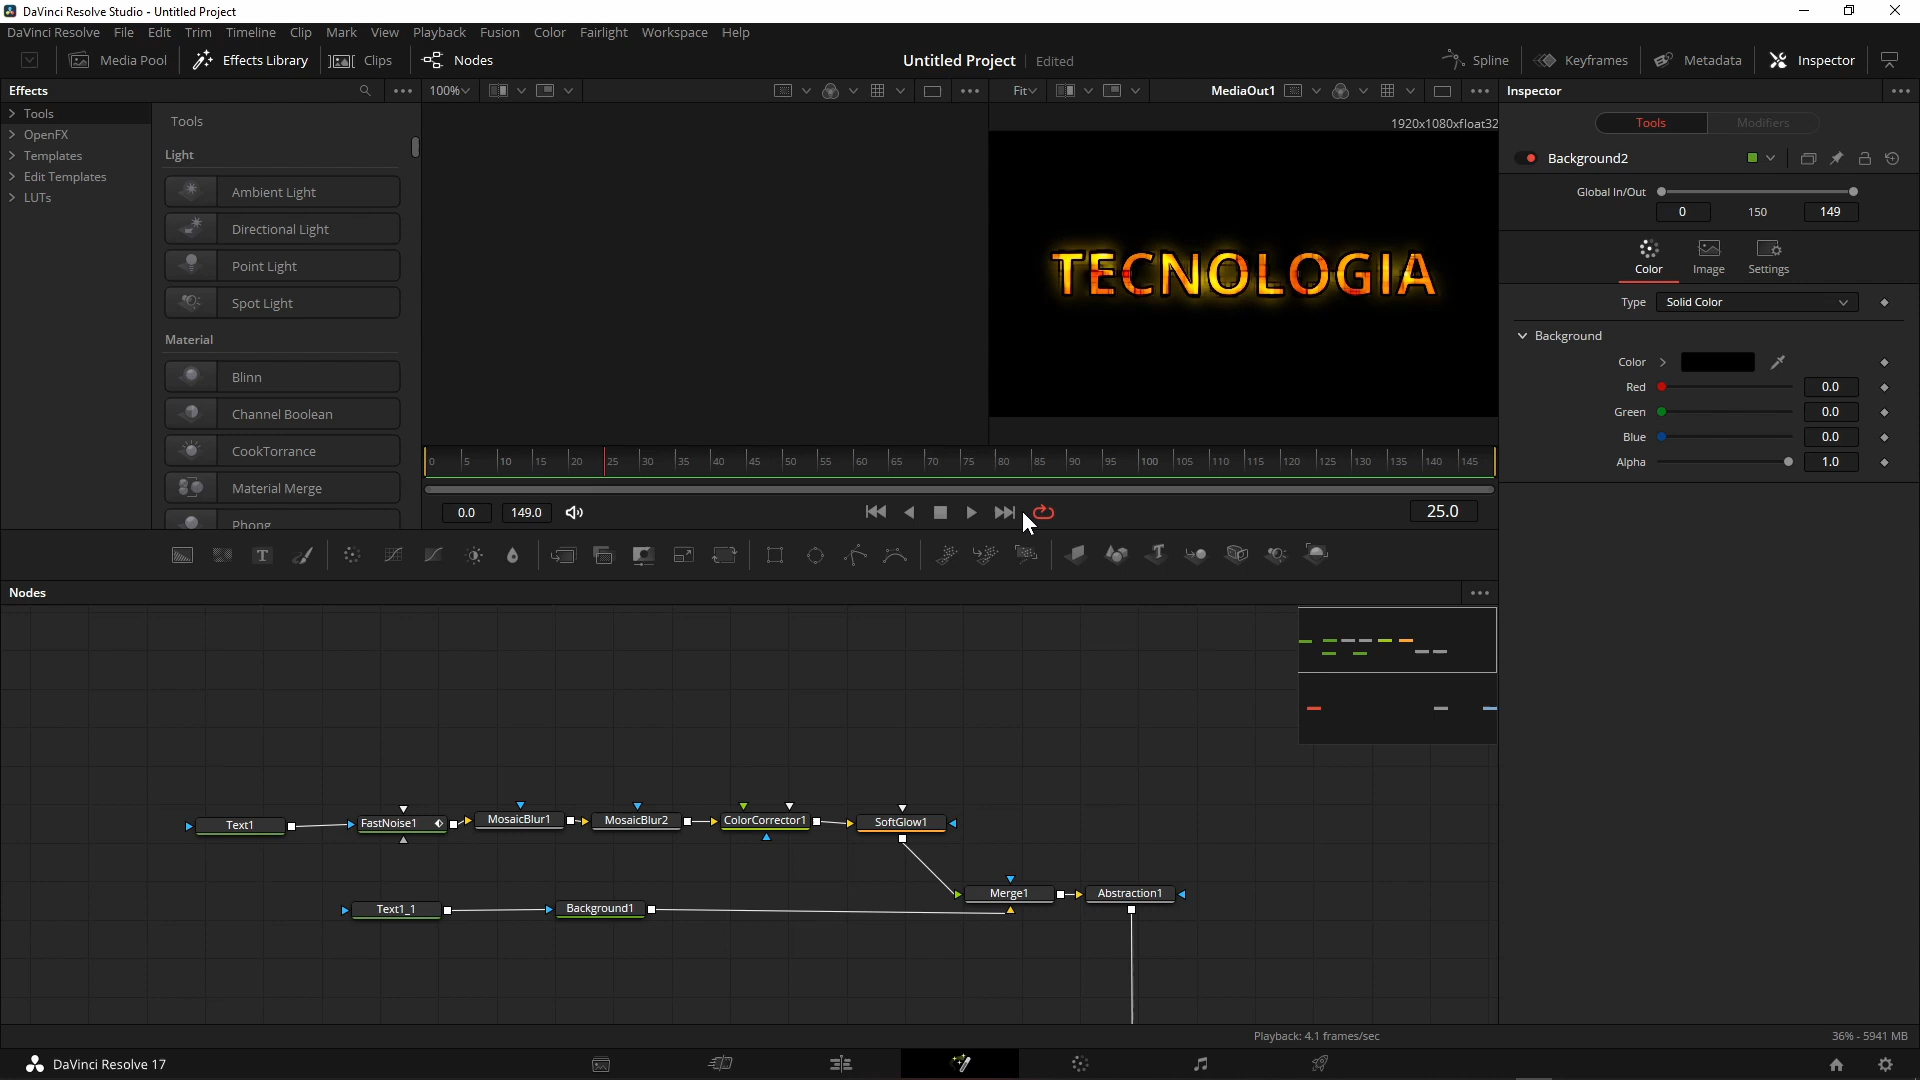 DaVinci Resolve Studio - Untitled Project
DaVinci Resolve File Edit Trim Timeline Clip Mark View Playback Fusion Color Fairlight Workspace Help
Media Pool Effects Library Clips Nodes Untitled Project Edited Spline Keyframes Metadata Inspector
Effects 100% Fit MediaOut1 Inspector
Tools
OpenFX
Templates
Edit Templates
LUTs
Tools
Light
Ambient Light
Directional Light
Point Light
Spot Light
Material
Blinn
Channel Boolean
CookTorrance
Material Merge
Phong
1920x1080xfloat32
TECNOLOGIA
0 5 10 15 20 25 30 35 40 45 50 55 60 65 70 75 80 85 90 95 100 105 110 115 120 125 130 135 140 145
0.0 149.0 25.0
Tools Modifiers
Background2
Global In/Out
0 150 149
Color Image Settings
Type Solid Color
Background
Color
Red 0.0
Green 0.0
Blue 0.0
Alpha 1.0
Nodes
Text1 FastNoise1 MosaicBlur1 MosaicBlur2 ColorCorrector1 SoftGlow1
Merge1 Abstraction1
Text1_1 Background1
Playback: 4.1 frames/sec 36% - 5941 MB
DaVinci Resolve 17